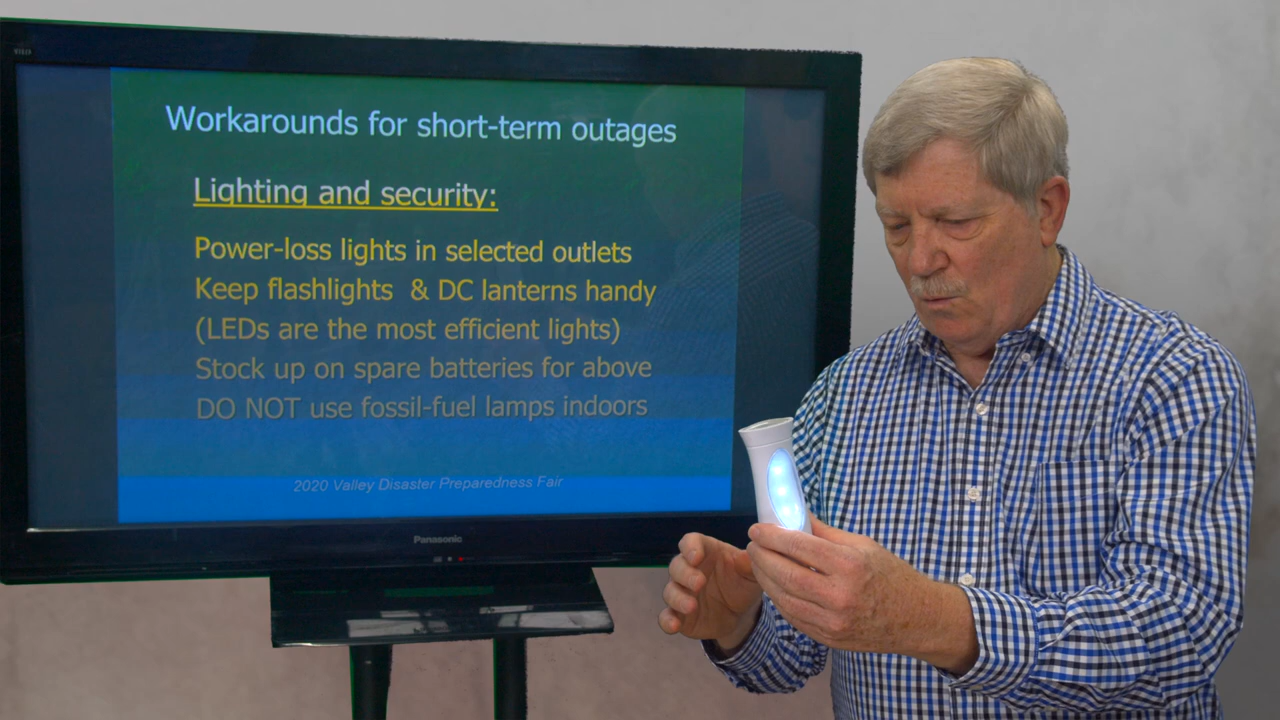 Workarounds for short-term outages
Lighting and security:
Power-loss lights in selected outlets
Keep flashlights & DC lanterns handy
(LEDs are the most efficient lights)
Stock up on spare batteries for above
DO NOT use fossil-fuel lamps indoors
2020 Valley Disaster Preparedness Fair
Panasonic